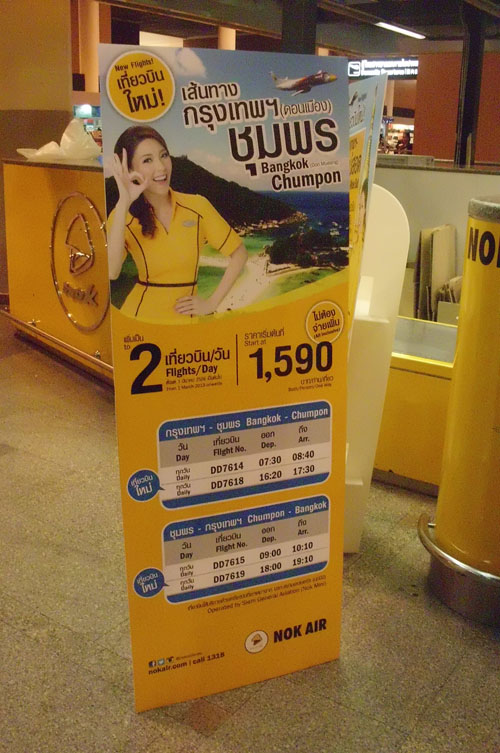 New Flights!
เที่ยวบิน
ใหม่!
เส้นทาง
กรุงเทพฯ(ดอนเมือง)
ชุมพร
Bangkok (Don Mueang)
Chumpon
เพิ่มเป็น
to
2 เที่ยวบิน/วัน
Flights/Day
ราคาเริ่มต้นที่
Start at
1,590
ไม่ต้อง
จ่ายเพิ่ม
กรุงเทพฯ - ชุมพร Bangkok - Chumpon
วัน เที่ยวบิน ออก ถึง
Day Flight No. Dep. Arr.
ทุกวัน
Daily DD7614 07:30 08:40
ทุกวัน
Daily DD7618 16:20 17:30
เที่ยวบิน
ใหม่
ชุมพร - กรุงเทพฯ Chumpon - Bangkok
วัน เที่ยวบิน ออก ถึง
Day Flight No. Dep. Arr.
ทุกวัน
Daily DD7615 09:00 10:10
ทุกวัน
Daily DD7619 18:00 19:10
เที่ยวบิน
ใหม่
Operated by Siam General Aviation (Nok Mini)
NOK AIR
nokair.com | call 1318
NO